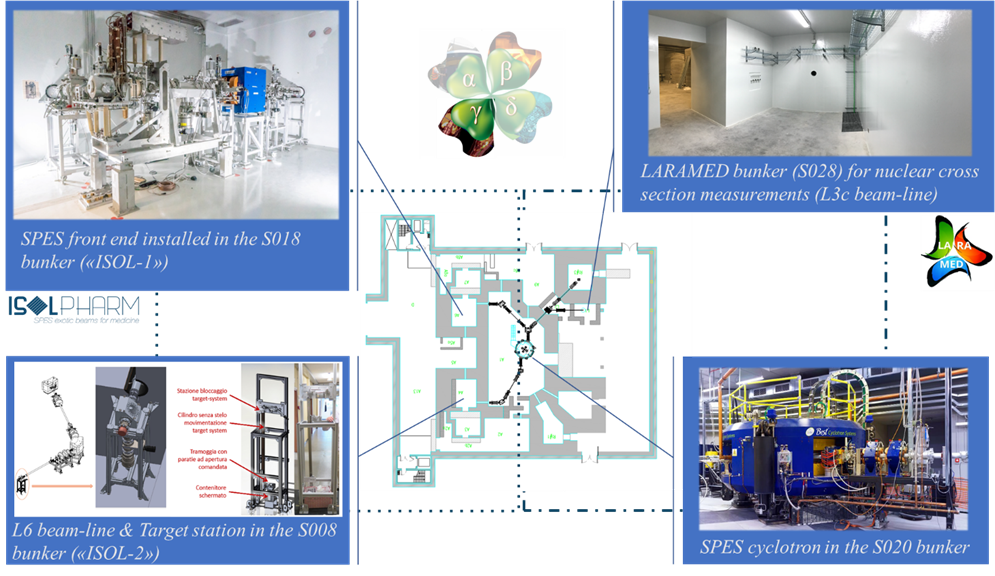 SPES front end installed in the S018
bunker («ISOL-1»)
α
β
γ
δ
LARAMED bunker (S028) for nuclear cross
section measurements (L3c beam-line)
LARA
MED
ISOLPHARM
SPES exotic beams for medicine
Stazione bloccaggio
target-system
Cilindro senza stelo
movimentazione
target system
Tramoggia con
paratie ad apertura
comandata
Contenitore
schermato
L6 beam-line & Target station in the S008
bunker («ISOL-2»)
Best Cyclotron Systems
SPES cyclotron in the S020 bunker